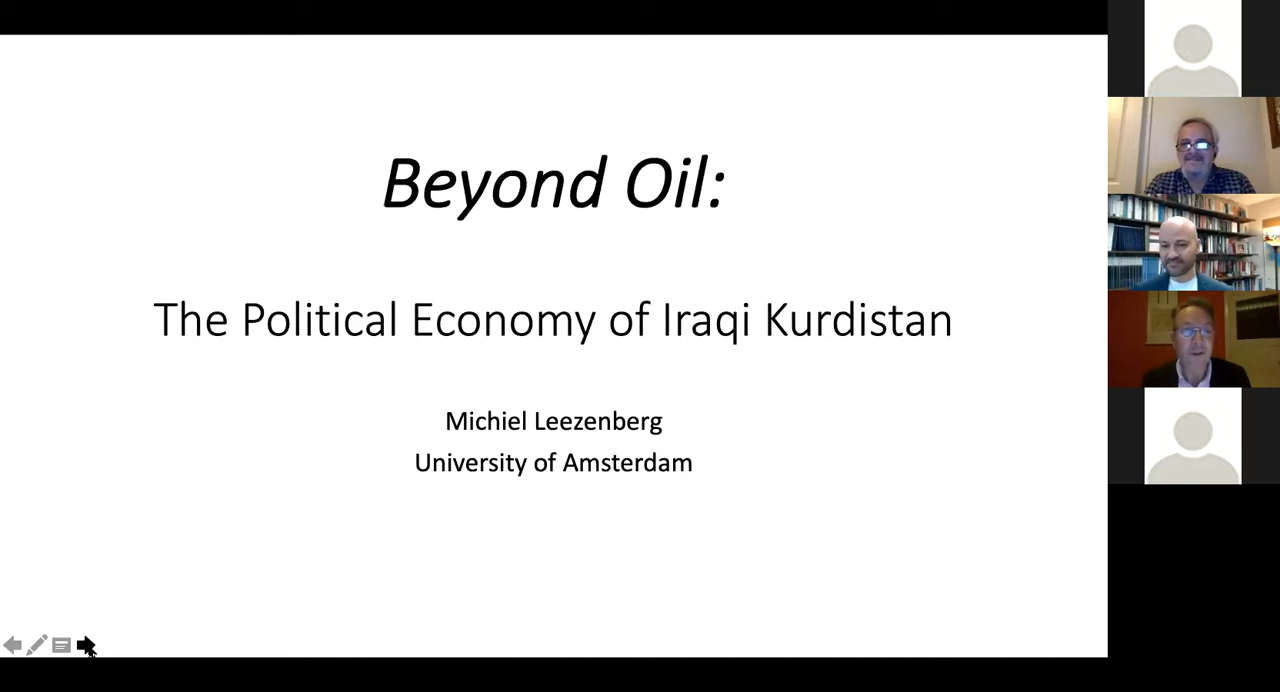 Beyond Oil:
The Political Economy of Iraqi Kurdistan
Michiel Leezenberg
University of Amsterdam